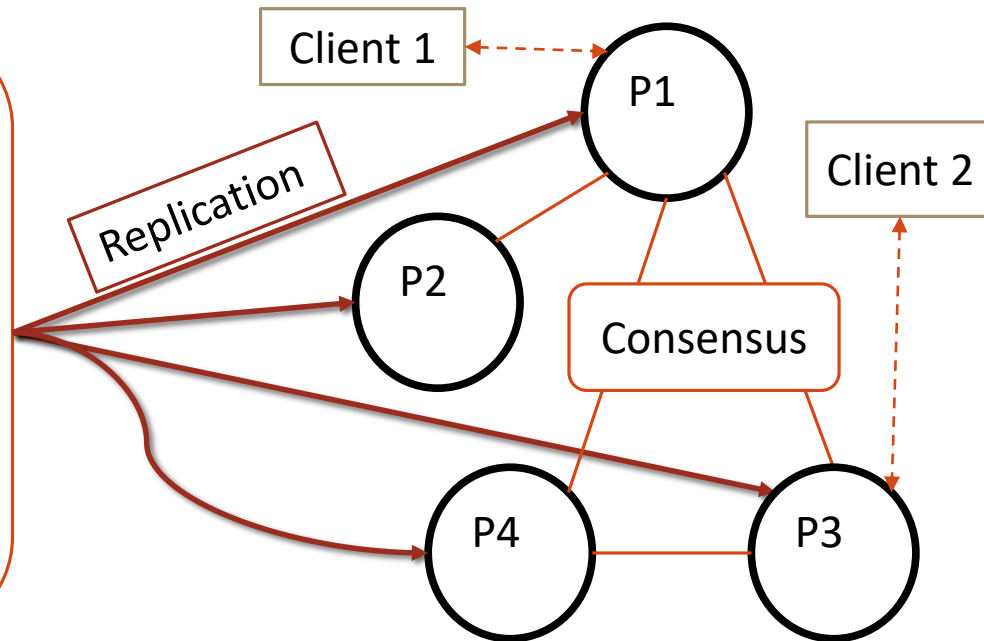 Client 1
P1
Client 2
Replication
P2
Consensus
P4
P3